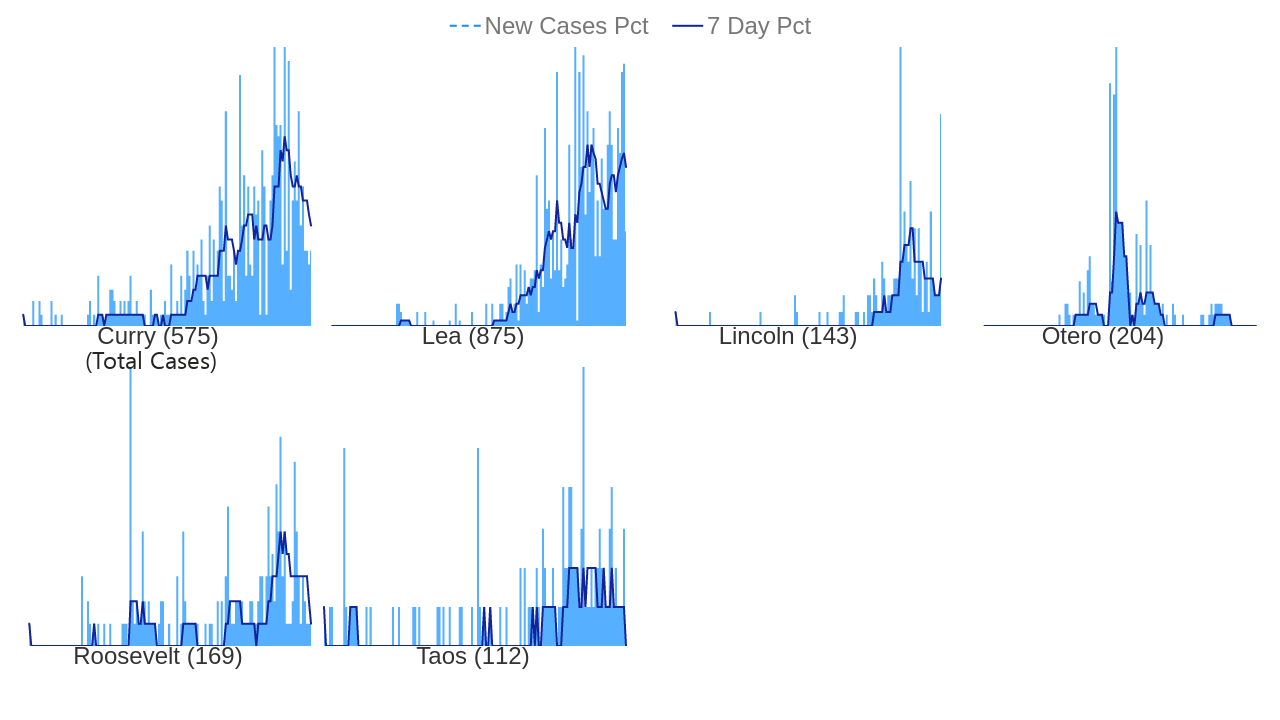 New Cases Pct 7 Day Pct
Curry (575)
(Total Cases)
Lea (875)
Lincoln (143)
Otero (204)
Roosevelt (169)
Taos (112)